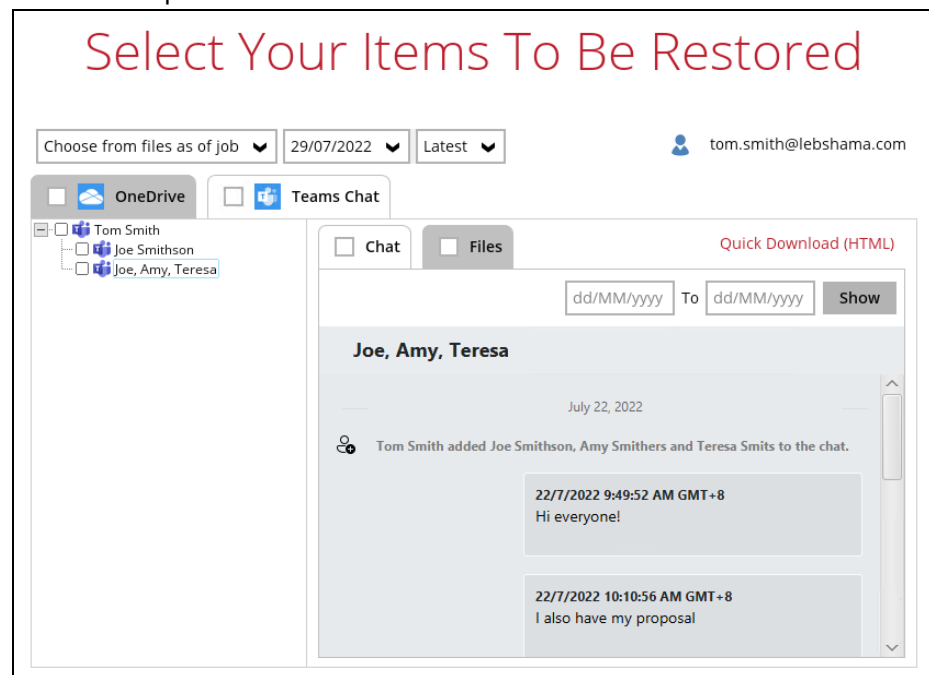 Select Your Items To Be Restored
Choose from files as of job 29/07/2022 Latest tom.smith@lebshama.com
OneDrive Teams Chat
Tom Smith
Joe Smithson
Joe, Amy, Teresa
Chat Files Quick Download (HTML)
dd/MM/yyyy To dd/MM/yyyy Show
Joe, Amy, Teresa
July 22, 2022
Tom Smith added Joe Smithson, Amy Smithers and Teresa Smits to the chat.
22/7/2022 9:49:52 AM GMT+8
Hi everyone!
22/7/2022 10:10:56 AM GMT+8
I also have my proposal